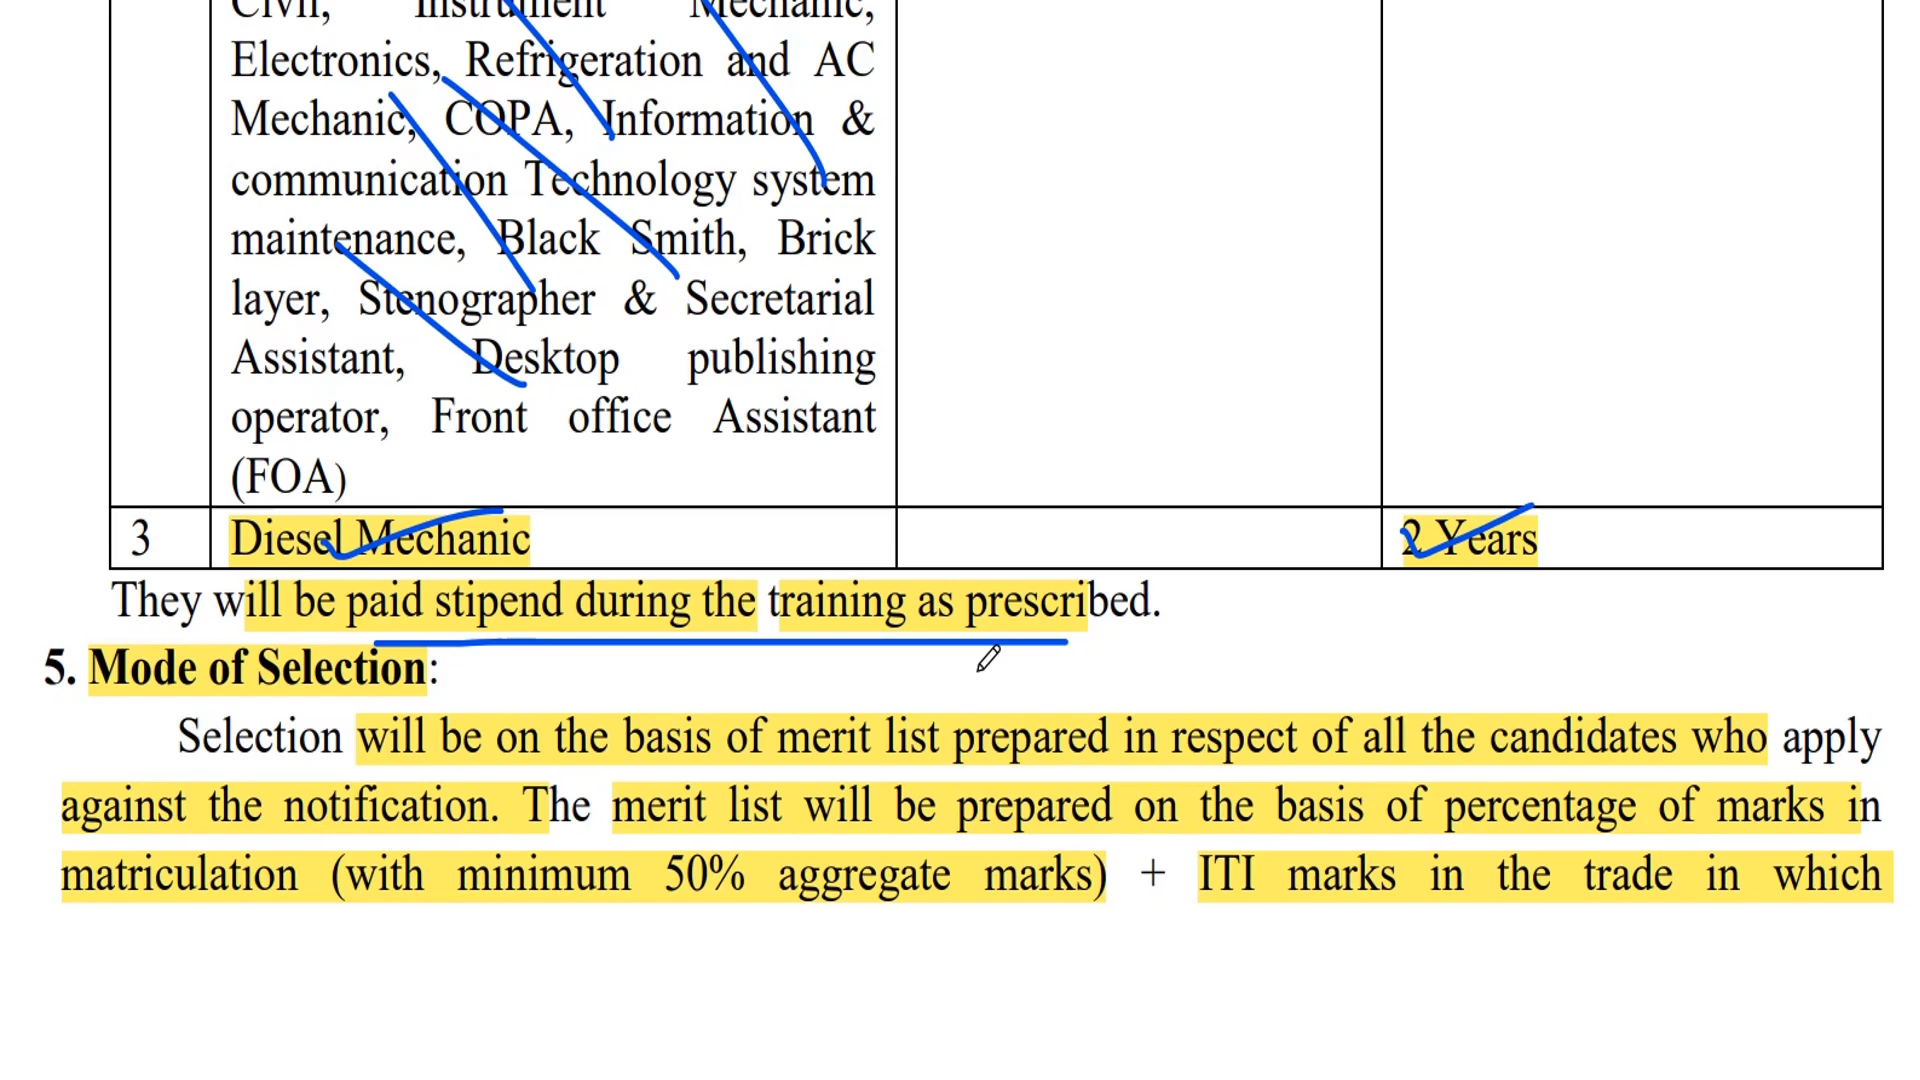 Civil, Instrument Mechanic,
Electronics, Refrigeration and AC
Mechanic, COPA, Information &
communication Technology system
maintenance, Black Smith, Brick
layer, Stenographer & Secretarial
Assistant, Desktop publishing
operator, Front office Assistant
(FOA)
3 Diesel Mechanic 2 Years
They will be paid stipend during the training as prescribed.
5. Mode of Selection:
Selection will be on the basis of merit list prepared in respect of all the candidates who apply
against the notification. The merit list will be prepared on the basis of percentage of marks in
matriculation (with minimum 50% aggregate marks) + ITI marks in the trade in which